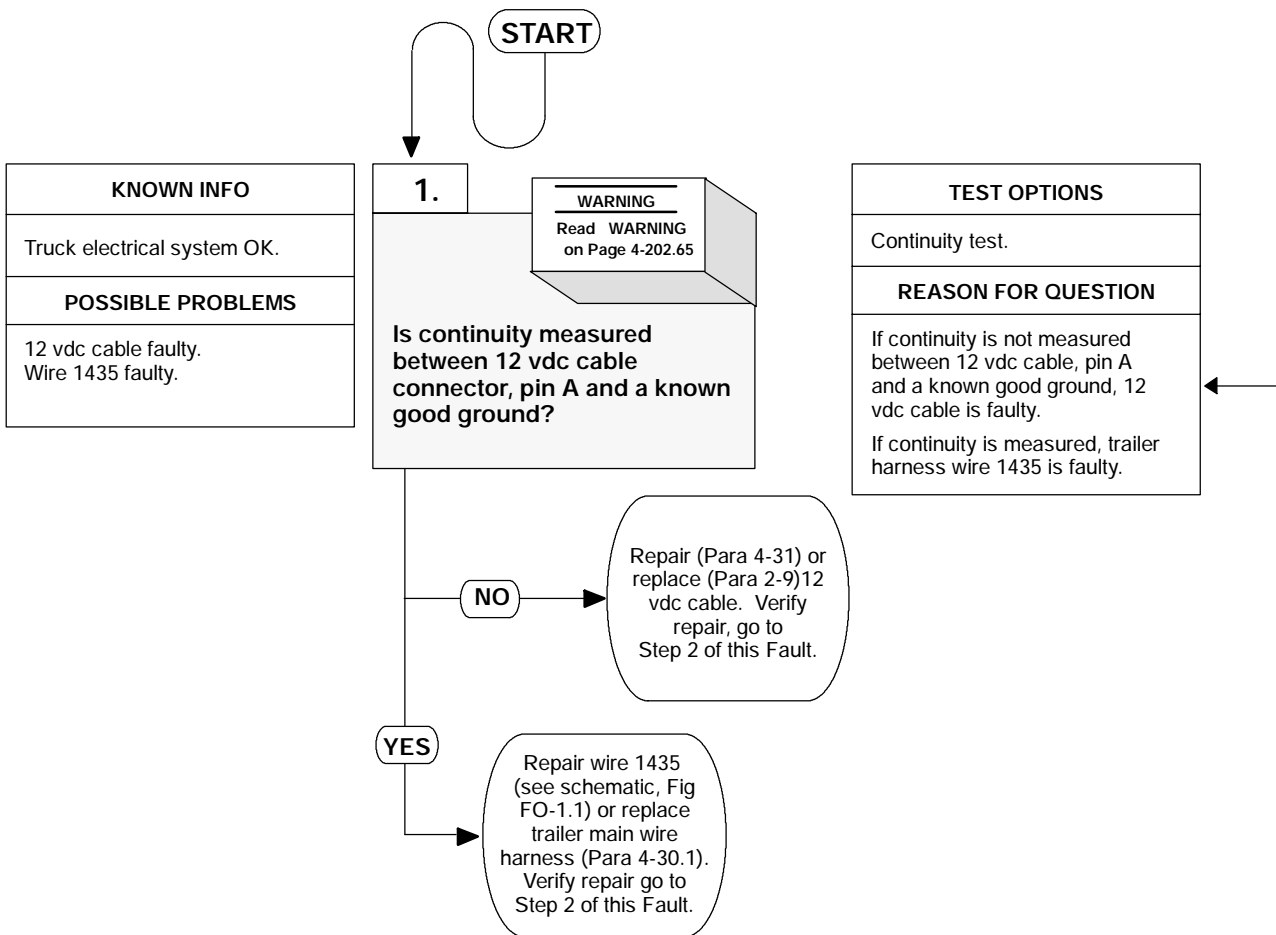 START
KNOWN INFO
Truck electrical system OK.
POSSIBLE PROBLEMS
12 vdc cable faulty.
Wire 1435 faulty.
1.
WARNING
Read WARNING
on Page 4-202.65
Is continuity measured
between 12 vdc cable
connector, pin A and a known
good ground?
TEST OPTIONS
Continuity test.
REASON FOR QUESTION
If continuity is not measured
between 12 vdc cable, pin A
and a known good ground, 12
vdc cable is faulty.
If continuity is measured, trailer
harness wire 1435 is faulty.
NO
Repair (Para 4-31) or
replace (Para 2-9)12
vdc cable. Verify
repair, go to
Step 2 of this Fault.
YES
Repair wire 1435
(see schematic, Fig
FO-1.1) or replace
trailer main wire
harness (Para 4-30.1).
Verify repair go to
Step 2 of this Fault.